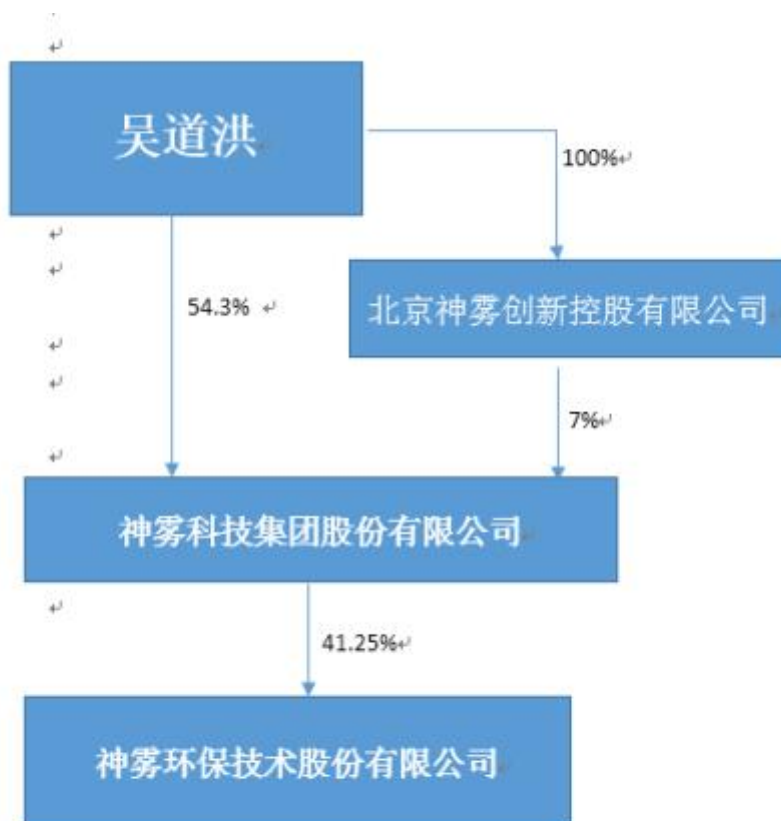 吴道洪
100%
54.3%
北京神雾创新控股有限公司
7%
神雾科技集团股份有限公司
41.25%
神雾环保技术股份有限公司